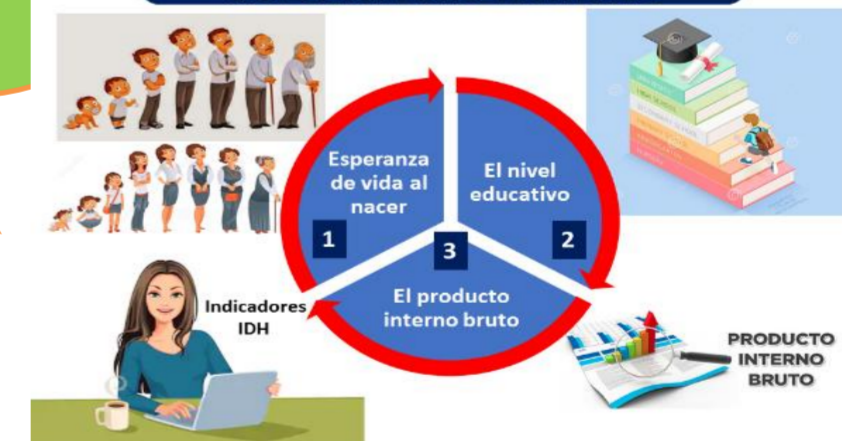 Esperanza
de vida al
nacer
1
El nivel
educativo
2
3
El producto
interno bruto
Indicadores
IDH
PRODUCTO
INTERNO
BRUTO